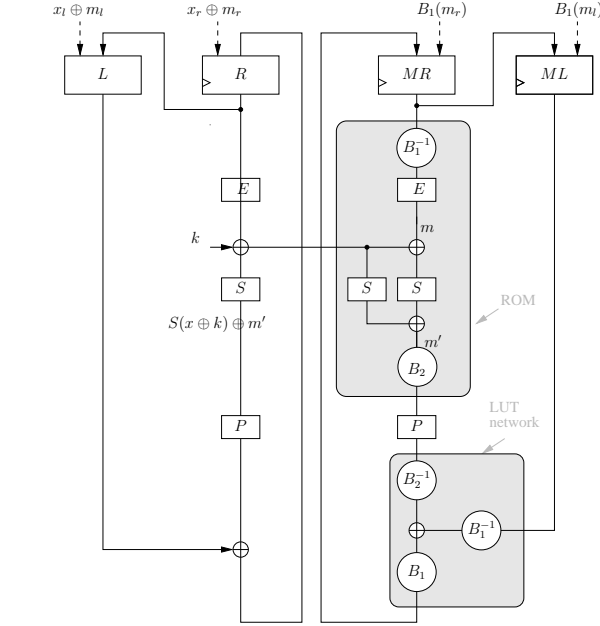 x_l ⊕ m_l
x_r ⊕ m_r
B_1(m_r)
B_1(m_l)
L
R
MR
ML
B_1^{-1}
E
E
m
k
S
S
S
S(x ⊕ k) ⊕ m′
ROM
m′
B_2
LUT
network
P
P
B_2^{-1}
B_1^{-1}
B_1